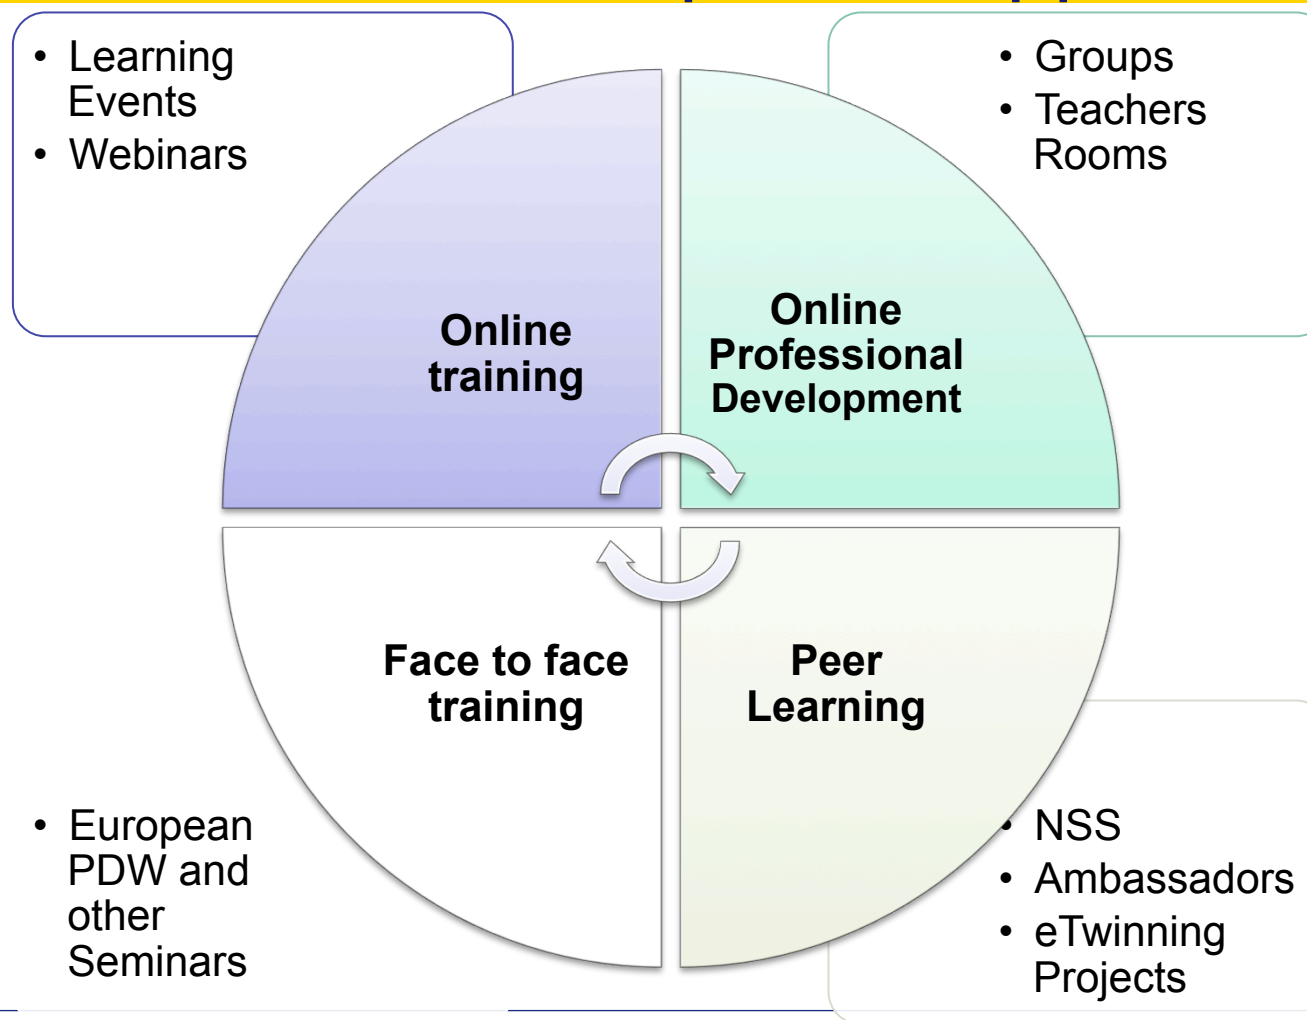 • Learning
Events
• Webinars
• Groups
• Teachers
Rooms
Online
training
Online
Professional
Development
Face to face
training
Peer
Learning
• European
PDW and
other
Seminars
• NSS
• Ambassadors
• eTwinning
Projects